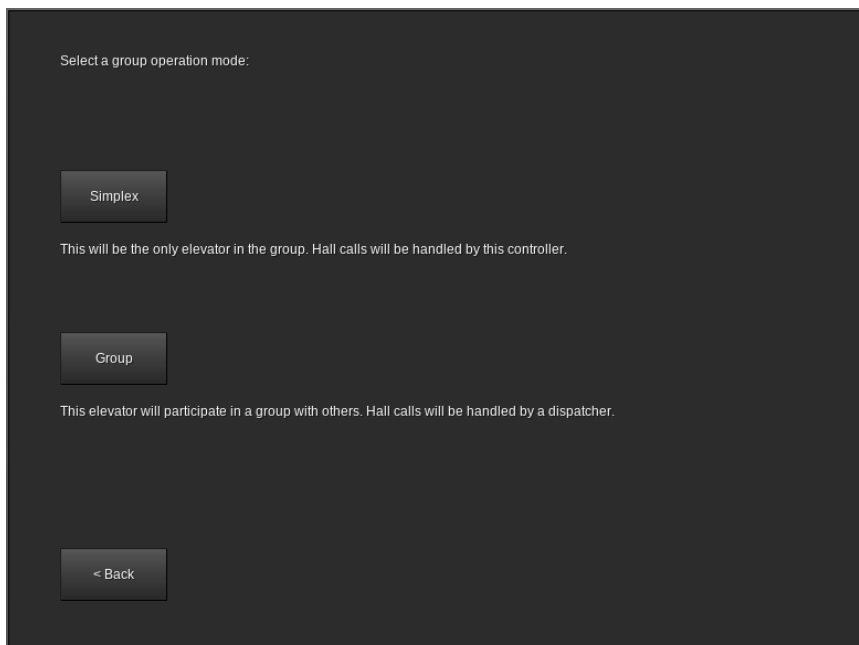 Select a group operation mode:
Simplex
This will be the only elevator in the group. Hall calls will be handled by this controller.
Group
This elevator will participate in a group with others. Hall calls will be handled by a dispatcher.
< Back